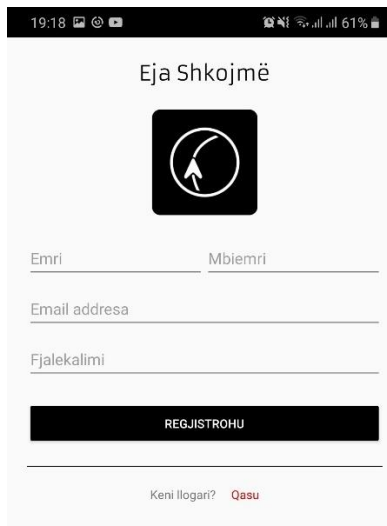 19:18 61%
Eja Shkojmë
Emri Mbiemri
Email addresa
Fjalekalimi
REGJISTROHU
Keni llogari? Qasu